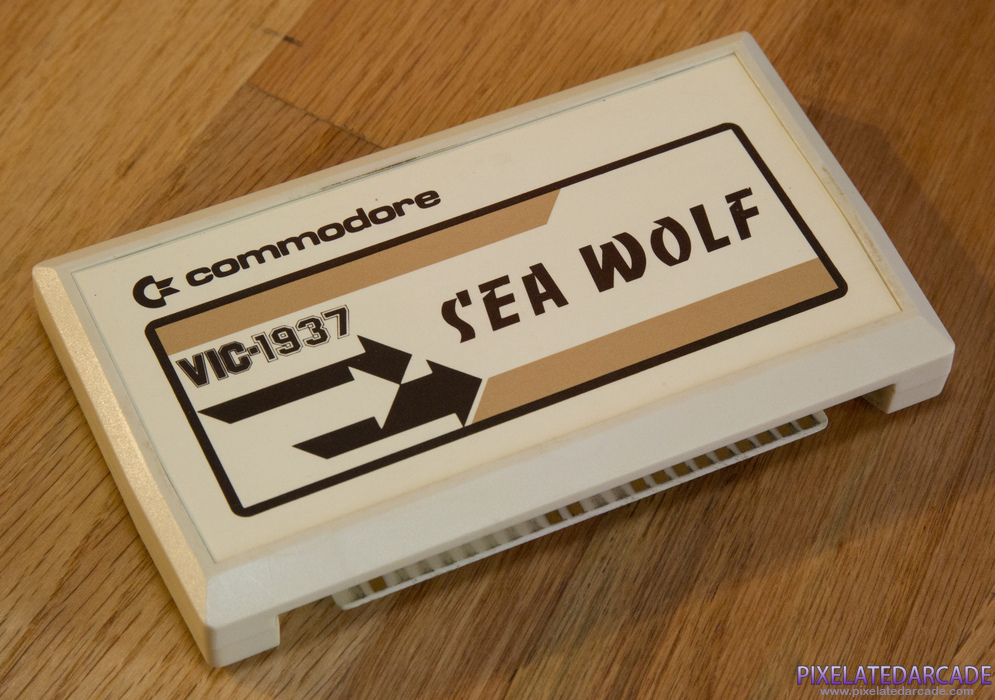 commodore
VIC-1937
SEA WOLF
PIXELATEDARCADE
www.pixelatedarcade.com